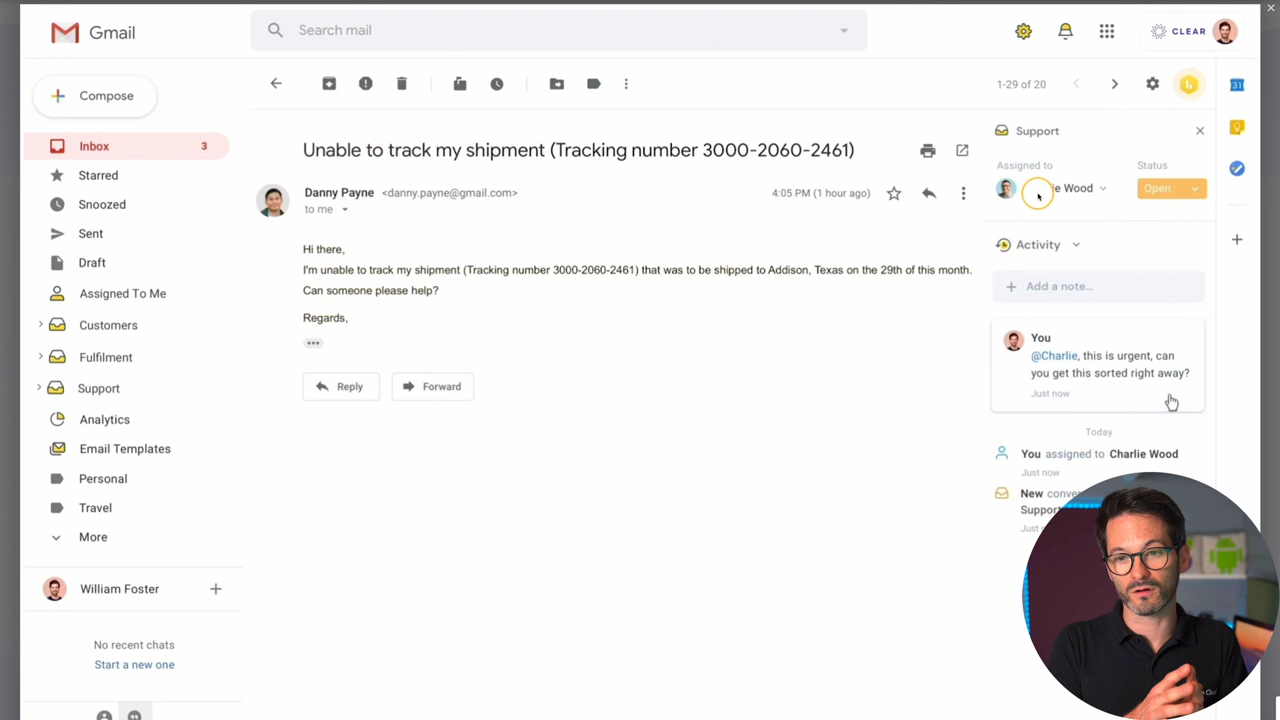 Gmail
Search mail
CLEAR
Compose
1-29 of 20
31
Inbox 3
Starred
Snoozed
Sent
Draft
Assigned To Me
Customers
Fulfilment
Support
Analytics
Email Templates
Personal
Travel
More
William Foster
No recent chats
Start a new one
Unable to track my shipment (Tracking number 3000-2060-2461)
Danny Payne <danny.payne@gmail.com>
4:05 PM (1 hour ago)
to me
Hi there,
I'm unable to track my shipment (Tracking number 3000-2060-2461) that was to be shipped to Addison, Texas on the 29th of this month.
Can someone please help?
Regards,
Reply
Forward
Support
Assigned to Status
Wood Open
Activity
Add a note...
You
@Charlie, this is urgent, can
you get this sorted right away?
Just now
Today
You assigned to Charlie Wood
Just now
New
Support
Just